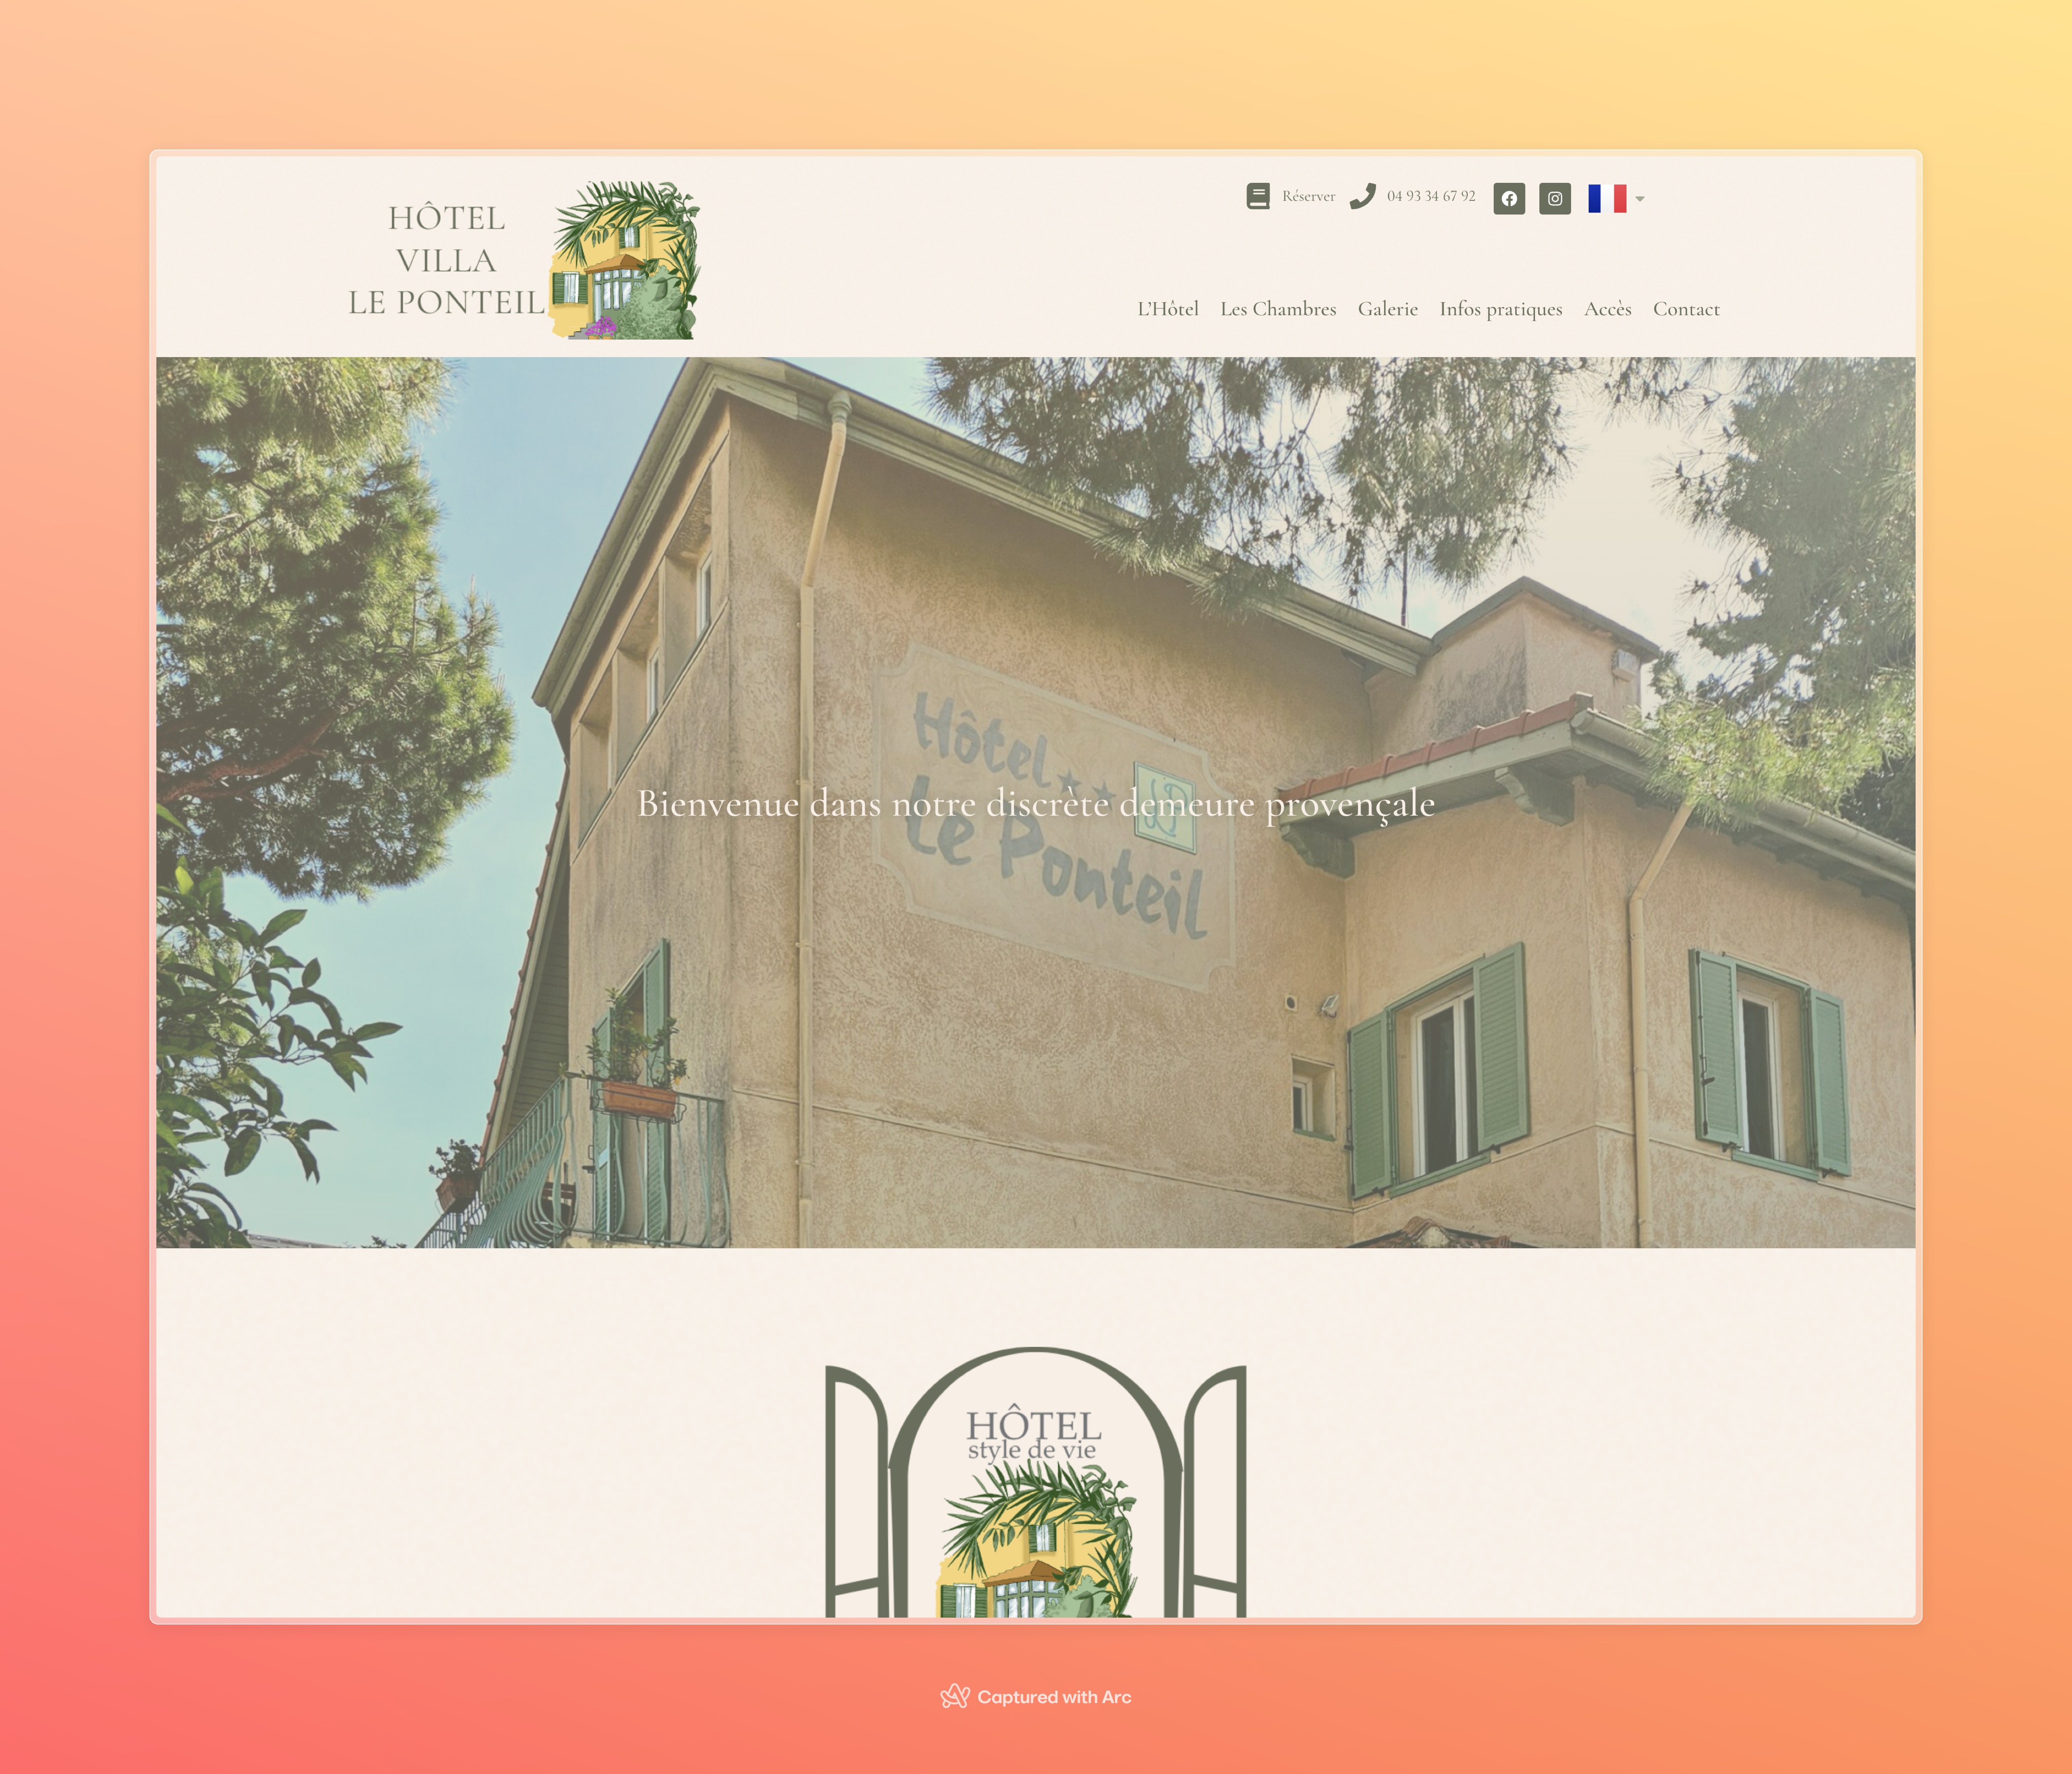 HÔTEL
VILLA
LE PONTEIL
Réserver 04 93 34 67 92
L'Hôtel Les Chambres Galerie Infos pratiques Accès Contact
Hôtel
Le Ponteil
Bienvenue dans notre discrète demeure provençale
HÔTEL
style de vie
Captured with Arc